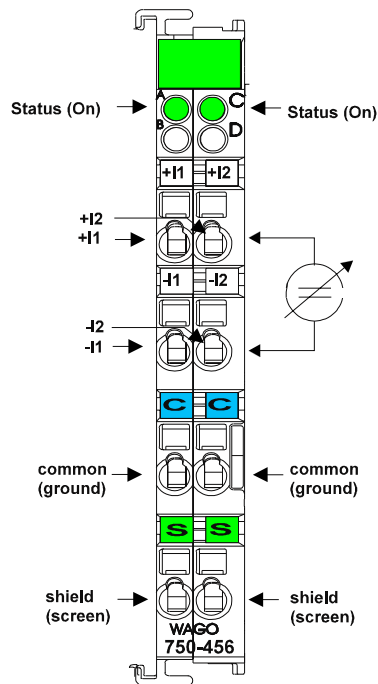 A C
Status (On) Status (On)
B D
+I1 +I2
+I2
+I1
-I1 -I2
-I2
-I1
C C
common common
(ground) (ground)
S S
shield shield
(screen) (screen)
WAGO
750-456